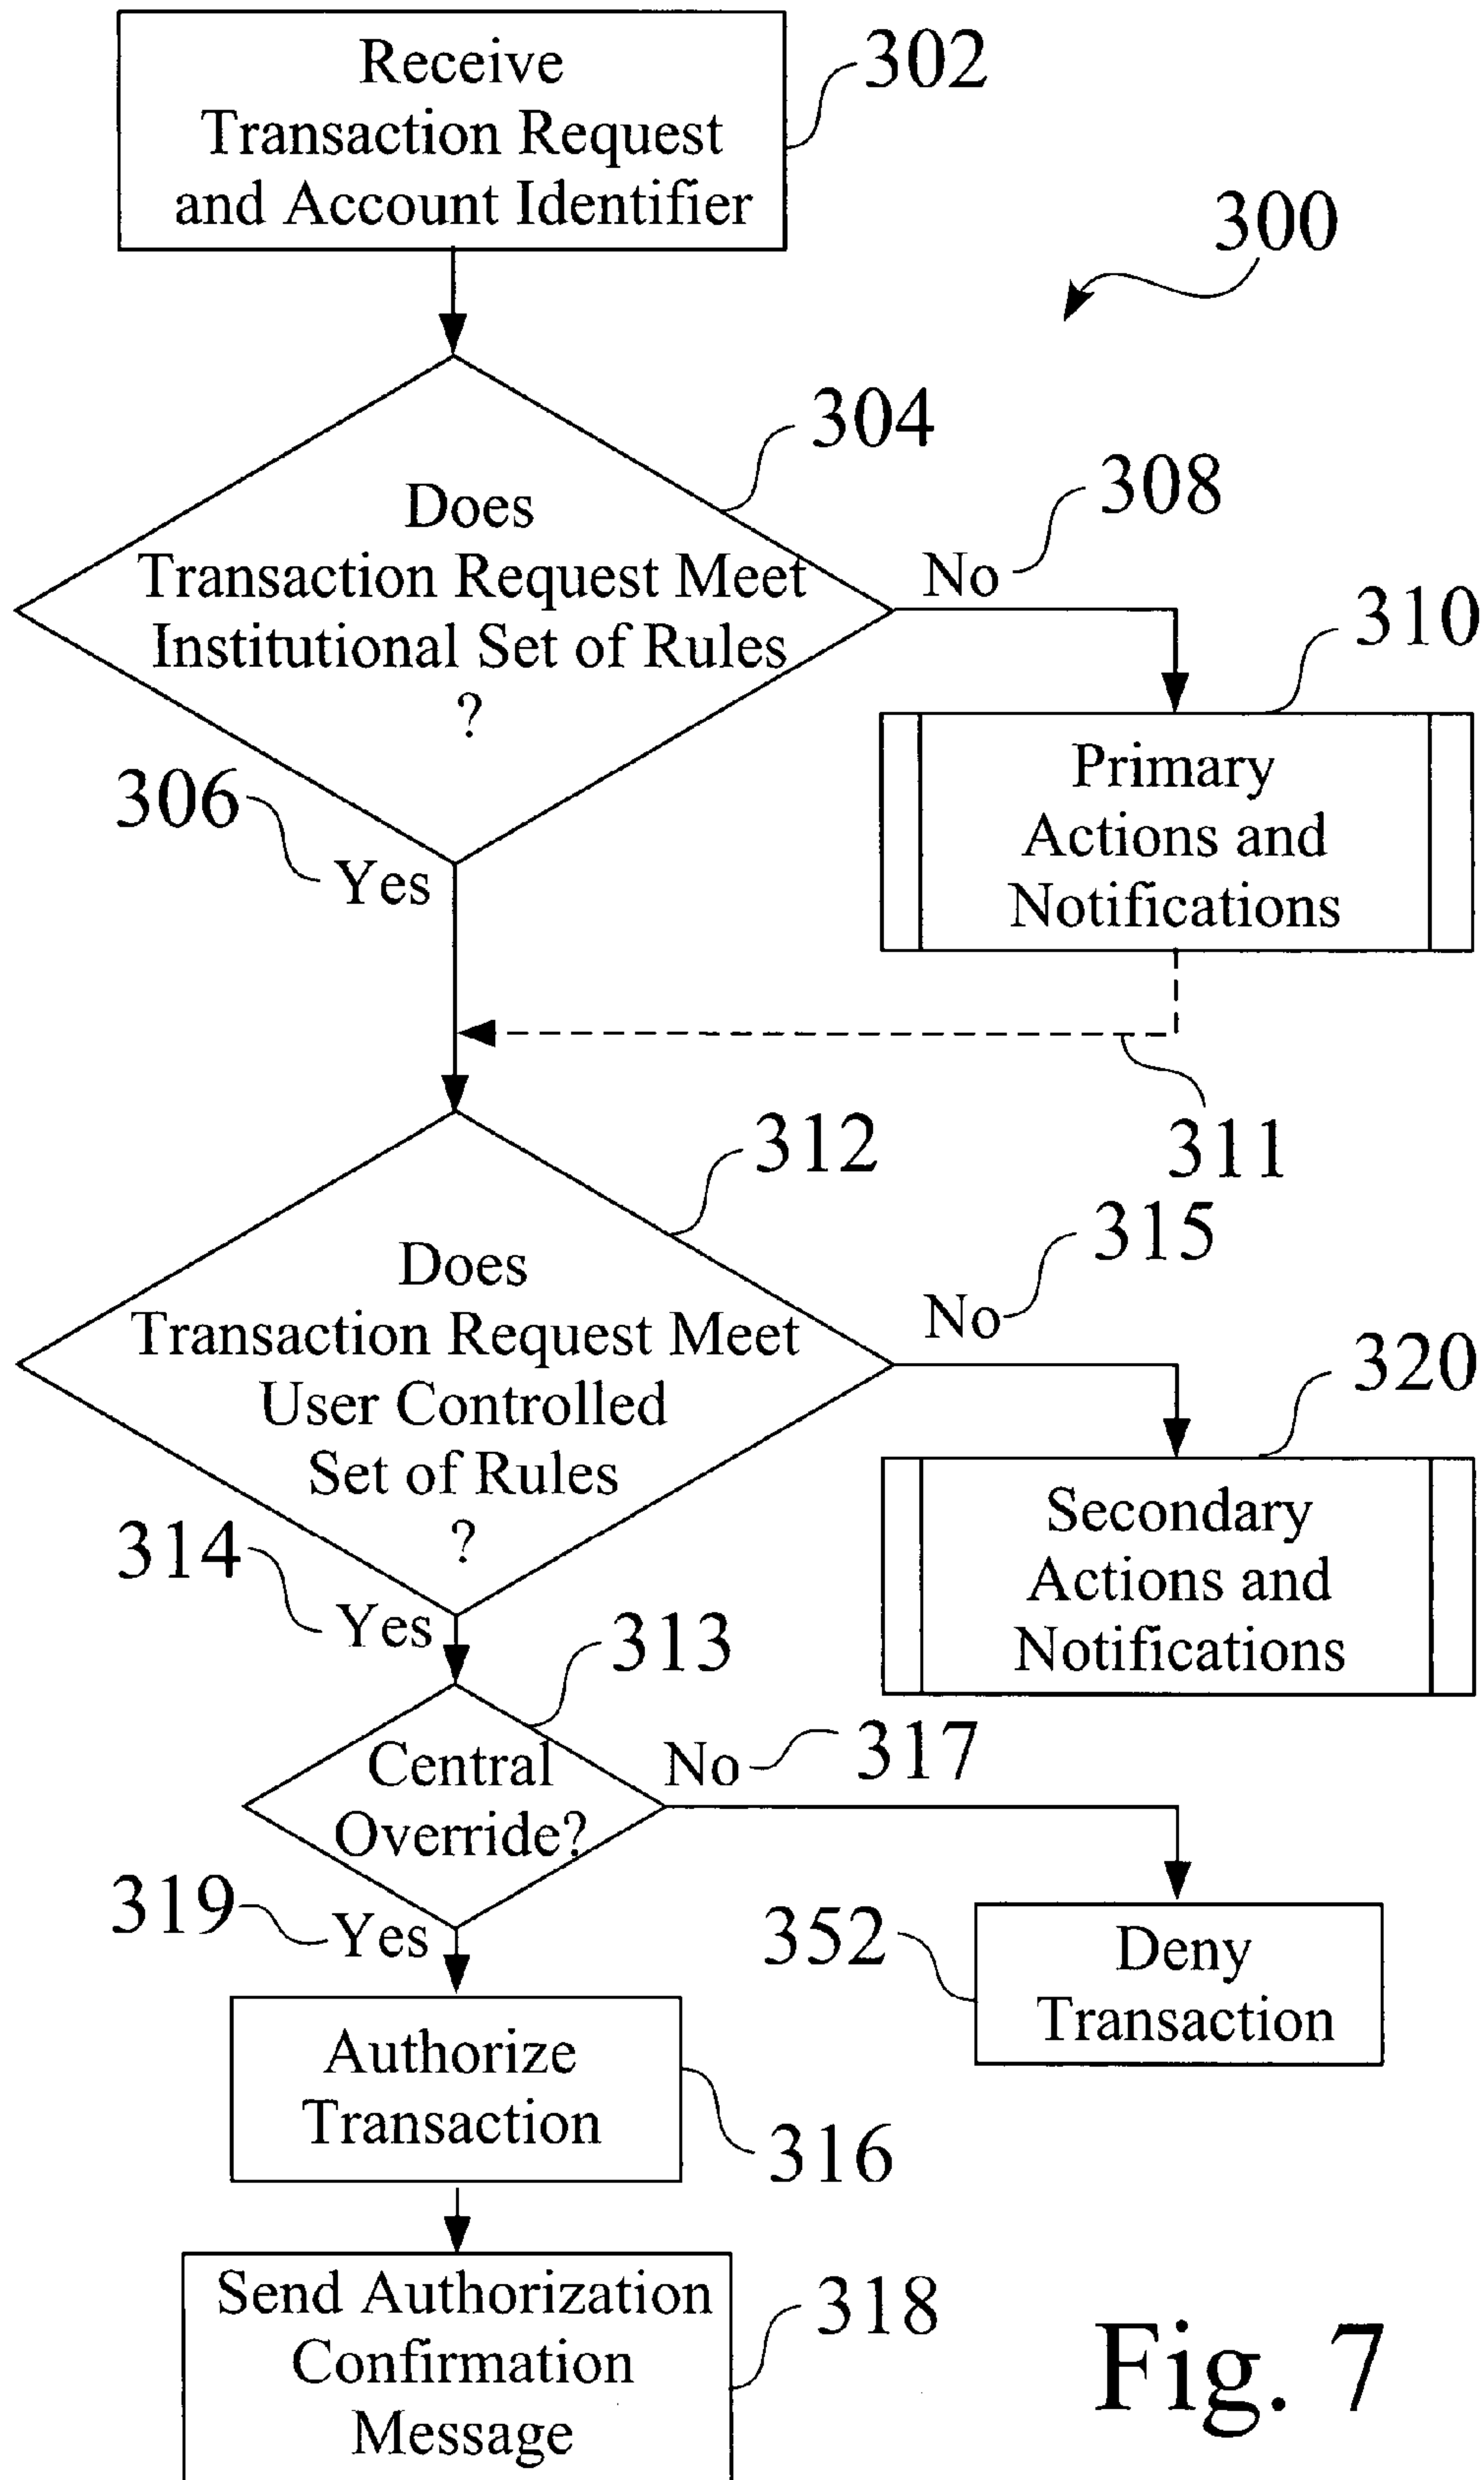 Receive
Transaction Request
and Account Identifier
302
300
304
Does
Transaction Request Meet
Institutional Set of Rules
?
No
308
310
Primary
Actions and
Notifications
306
Yes
311
312
Does
Transaction Request Meet
User Controlled
Set of Rules
?
315
No
320
Secondary
Actions and
Notifications
314
Yes
313
Central
Override?
No
317
319
Yes
352
Deny
Transaction
Authorize
Transaction
316
Send Authorization
Confirmation
Message
318
Fig. 7